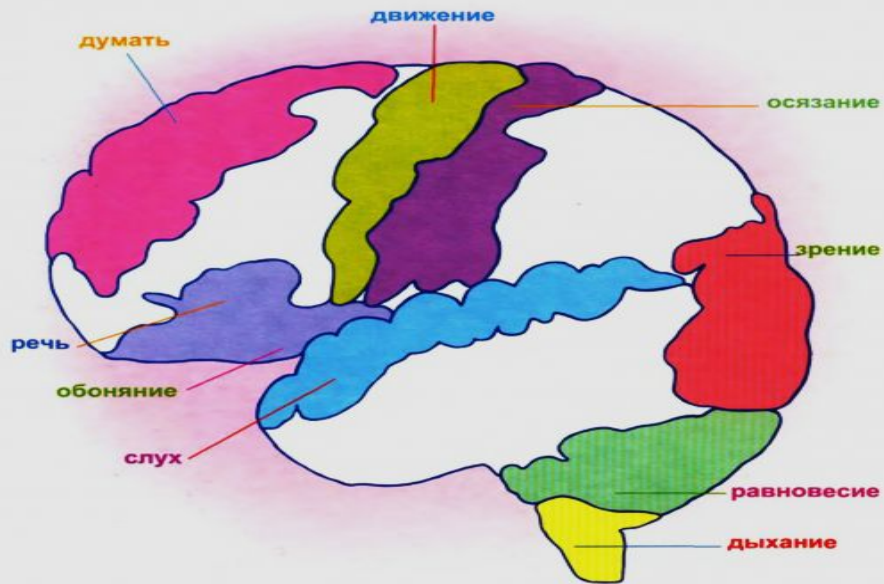 движение
думать
осязание
зрение
речь
обоняние
слух
равновесие
дыхание